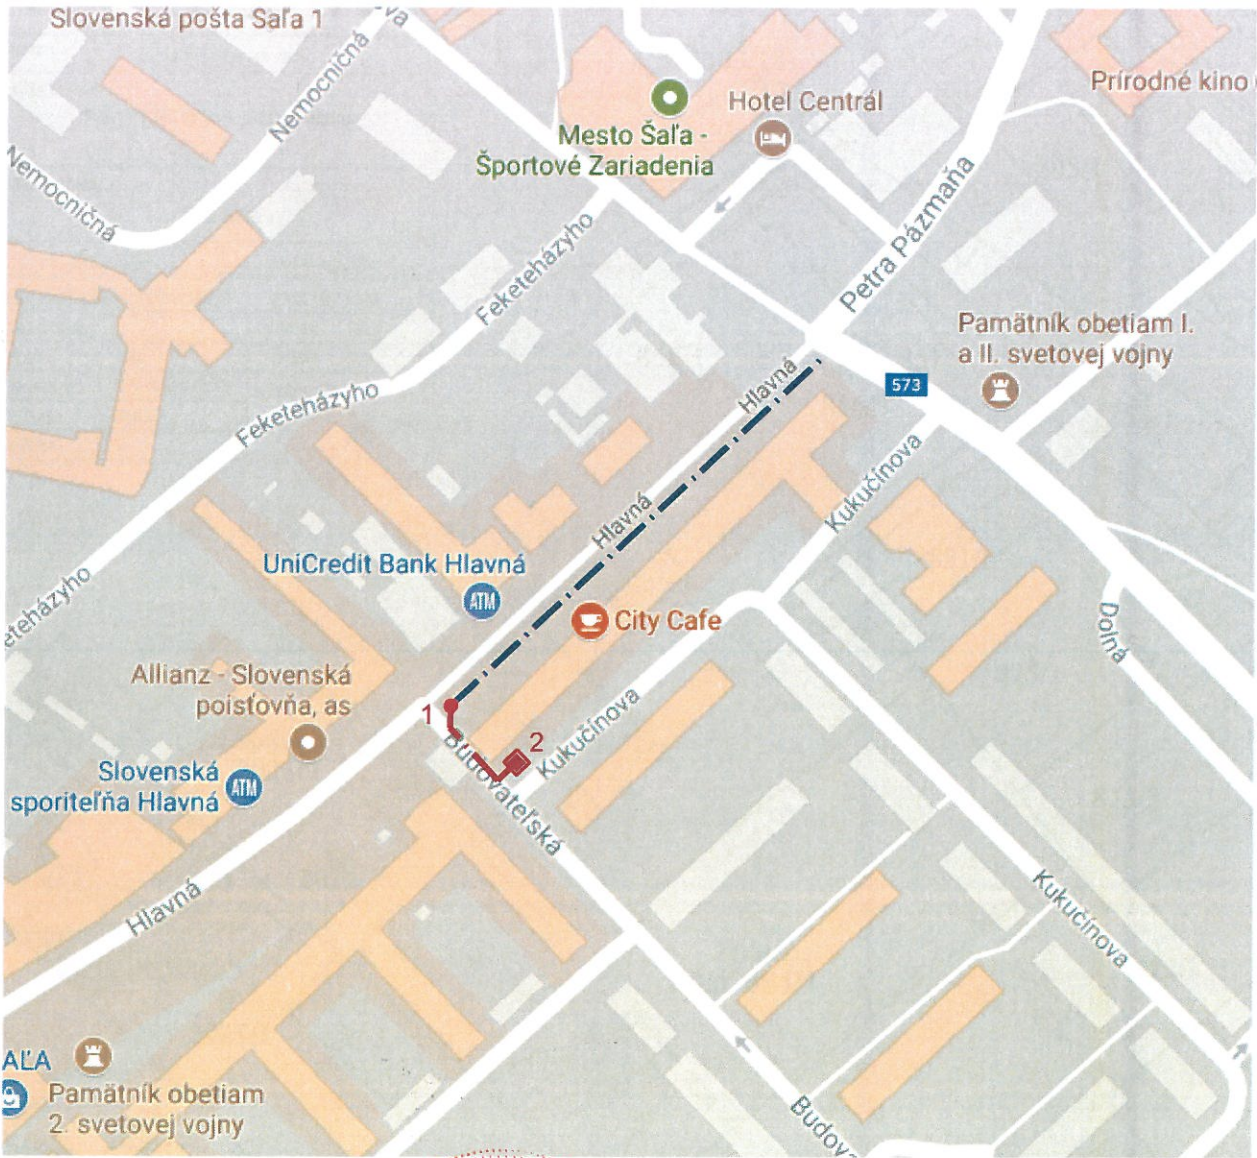 Slovenská pošta Šaľa 1
Nemocničná
Nemocničná
Mesto Šaľa -
Športové Zariadenia
Hotel Centrál
Prírodné kino
Petra Pázmaňa
Feketeházyho
Feketeházyho
Pamätník obetiam I.
a II. svetovej vojny
573
Hlavná
Hlavná
Kukučínova
UniCredit Bank Hlavná
ATM
City Cafe
eteházyho
Dolná
Allianz - Slovenská
poisťovňa, as
1
2
Kukučínova
Budovateľská
Slovenská
sporiteľňa Hlavná
ATM
Hlavná
Kukučínova
AĽA
Pamätník obetiam
2. svetovej vojny
Budova